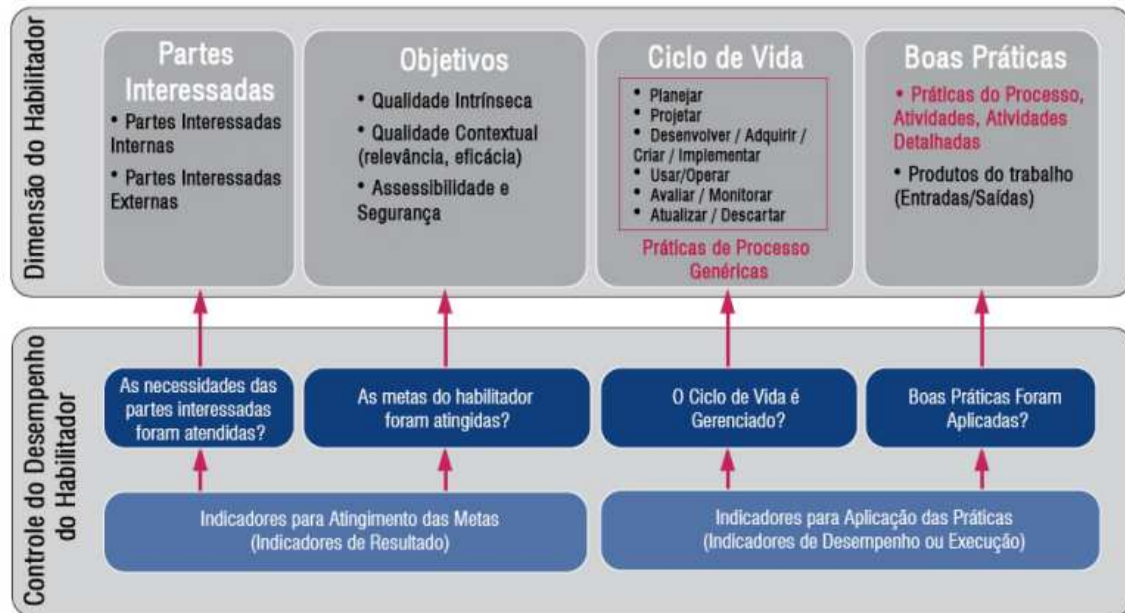 Dimensão do Habilitador
Partes
Interessadas
• Partes Interessadas
Internas
• Partes Interessadas
Externas
Objetivos
• Qualidade Intrínseca
• Qualidade Contextual
(relevância, eficácia)
• Assessibilidade e
Segurança
Ciclo de Vida
• Planejar
• Projetar
• Desenvolver / Adquirir /
Criar / Implementar
• Usar/Operar
• Avaliar / Monitorar
• Atualizar / Descartar
Práticas de Processo
Genéricas
Boas Práticas
• Práticas do Processo,
Atividades, Atividades
Detalhadas
• Produtos do trabalho
(Entradas/Saídas)
Controle do Desempenho
do Habilitador
As necessidades das
partes interessadas
foram atendidas?
As metas do habilitador
foram atingidas?
O Ciclo de Vida é
Gerenciado?
Boas Práticas Foram
Aplicadas?
Indicadores para Atingimento das Metas
(Indicadores de Resultado)
Indicadores para Aplicação das Práticas
(Indicadores de Desempenho ou Execução)